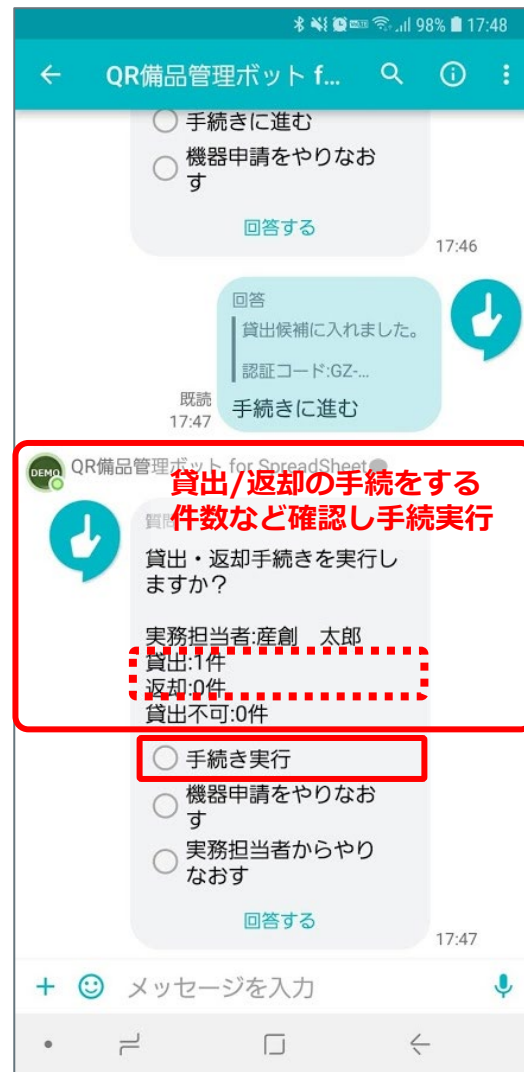 98% 17:48
QR備品管理ボット f...
手続きに進む
機器申請をやりなお
す
回答する
17:46
回答
貸出候補に入れました。
認証コード:GZ-...
既読
17:47
手続きに進む
DEMO
QR備品管理ボット for SpreadSheet
貸出/返却の手続をする
件数など確認し手続実行
貸出・返却手続きを実行し
ますか？
実務担当者:産創 太郎
貸出:1件
返却:0件
貸出不可:0件
手続き実行
機器申請をやりなお
す
実務担当者からやり
なおす
回答する
17:47
メッセージを入力